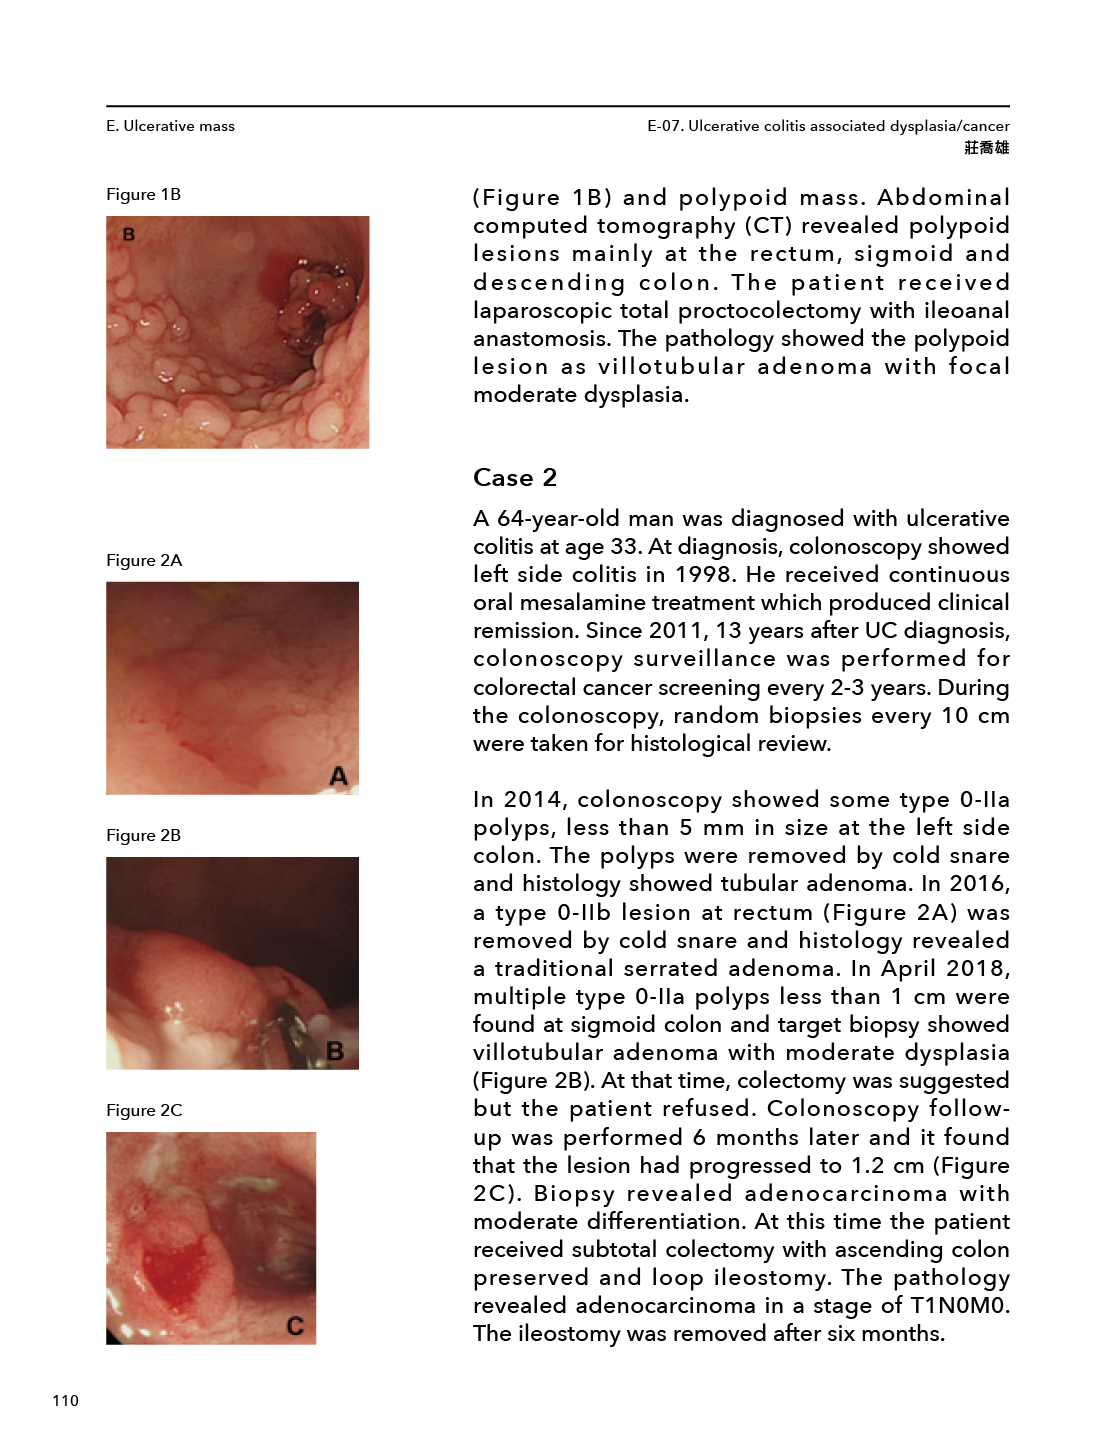 E. Ulcerative mass
E-07. Ulcerative colitis associated dysplasia/cancer
莊喬雄
Figure 1B
B
(Figure 1B) and polypoid mass. Abdominal
computed tomography (CT) revealed polypoid
lesions mainly at the rectum, sigmoid and
descending colon. The patient received
laparoscopic total proctocolectomy with ileoanal
anastomosis. The pathology showed the polypoid
lesion as villotubular adenoma with focal
moderate dysplasia.
Case 2
A 64-year-old man was diagnosed with ulcerative
colitis at age 33. At diagnosis, colonoscopy showed
left side colitis in 1998. He received continuous
oral mesalamine treatment which produced clinical
remission. Since 2011, 13 years after UC diagnosis,
colonoscopy surveillance was performed for
colorectal cancer screening every 2-3 years. During
the colonoscopy, random biopsies every 10 cm
were taken for histological review.
Figure 2A
A
Figure 2B
B
Figure 2C
C
In 2014, colonoscopy showed some type 0-IIa
polyps, less than 5 mm in size at the left side
colon. The polyps were removed by cold snare
and histology showed tubular adenoma. In 2016,
a type 0-IIb lesion at rectum (Figure 2A) was
removed by cold snare and histology revealed
a traditional serrated adenoma. In April 2018,
multiple type 0-IIa polyps less than 1 cm were
found at sigmoid colon and target biopsy showed
villotubular adenoma with moderate dysplasia
(Figure 2B). At that time, colectomy was suggested
but the patient refused. Colonoscopy follow-
up was performed 6 months later and it found
that the lesion had progressed to 1.2 cm (Figure
2C). Biopsy revealed adenocarcinoma with
moderate differentiation. At this time the patient
received subtotal colectomy with ascending colon
preserved and loop ileostomy. The pathology
revealed adenocarcinoma in a stage of T1N0M0.
The ileostomy was removed after six months.
110